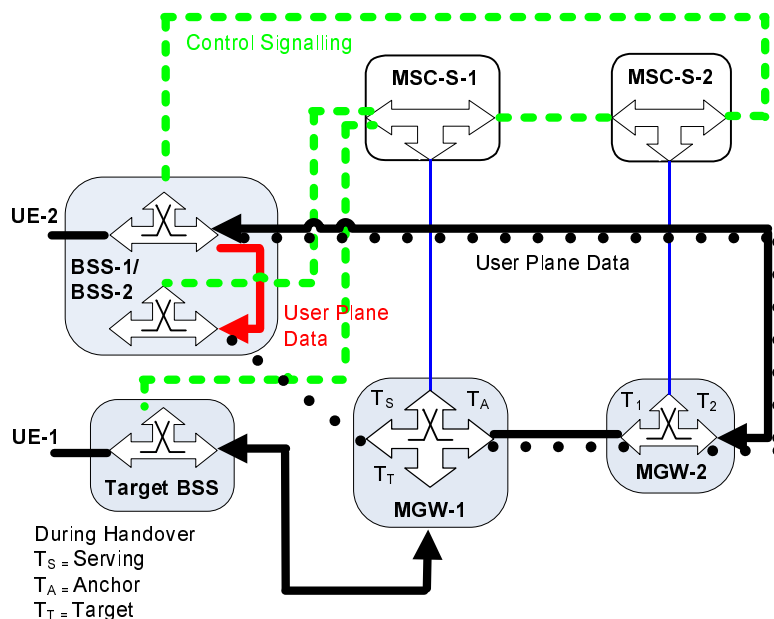 Control Signalling
MSC-S-1
MSC-S-2
UE-2
BSS-1/
BSS-2
User Plane Data
User Plane
Data
TS
TA
TT
MGW-1
T1
T2
MGW-2
UE-1
Target BSS
During Handover
TS = Serving
TA = Anchor
TT = Target